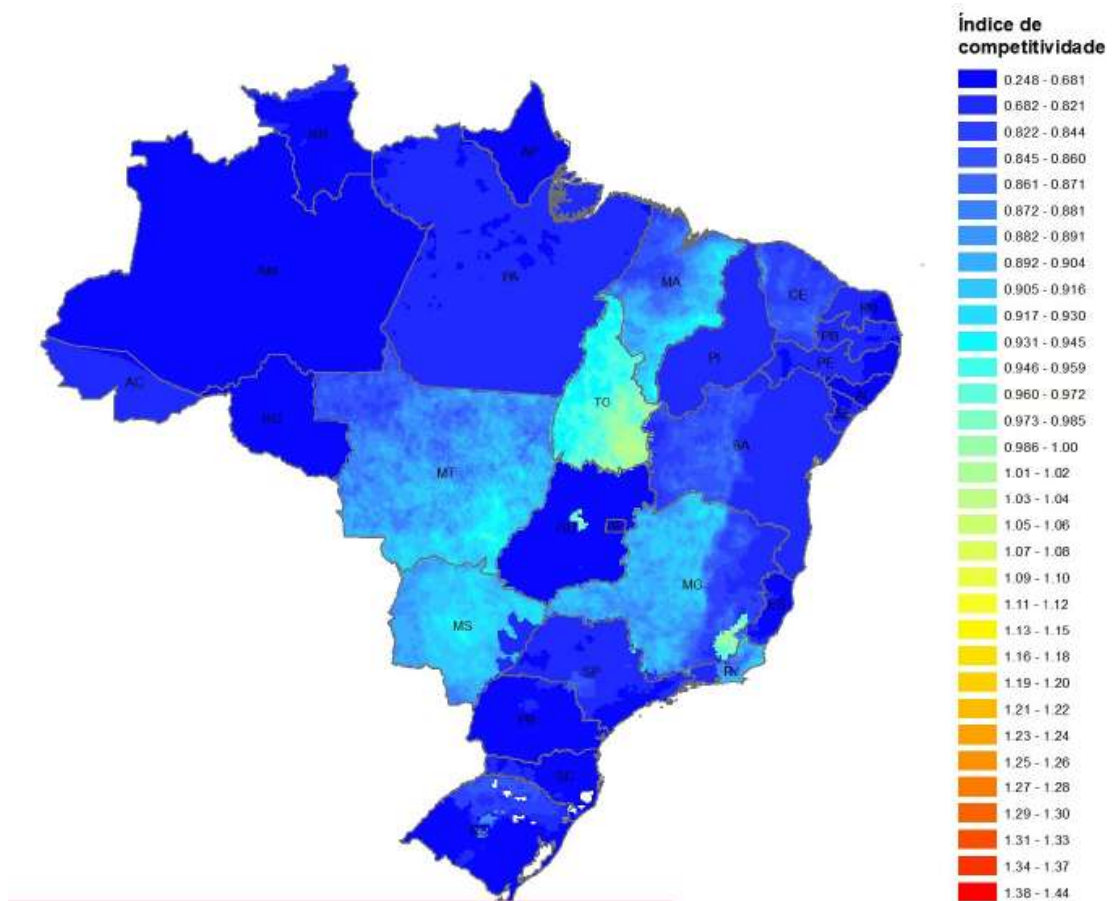 Índice de
competitividade
0.248 - 0.681
0.682 - 0.821
0.822 - 0.844
0.845 - 0.860
0.861 - 0.871
0.872 - 0.881
0.882 - 0.891
0.892 - 0.904
0.905 - 0.916
0.917 - 0.930
0.931 - 0.945
0.946 - 0.959
0.960 - 0.972
0.973 - 0.985
0.986 - 1.00
1.01 - 1.02
1.03 - 1.04
1.05 - 1.06
1.07 - 1.08
1.09 - 1.10
1.11 - 1.12
1.13 - 1.15
1.16 - 1.18
1.19 - 1.20
1.21 - 1.22
1.23 - 1.24
1.25 - 1.26
1.27 - 1.28
1.29 - 1.30
1.31 - 1.33
1.34 - 1.37
1.38 - 1.44
RR
AP
AM
PA
MA
CE
RN
PB
PI
PE
AC
TO
RO
BA
MT
MG
ES
MS
SP
RJ
PR
SC